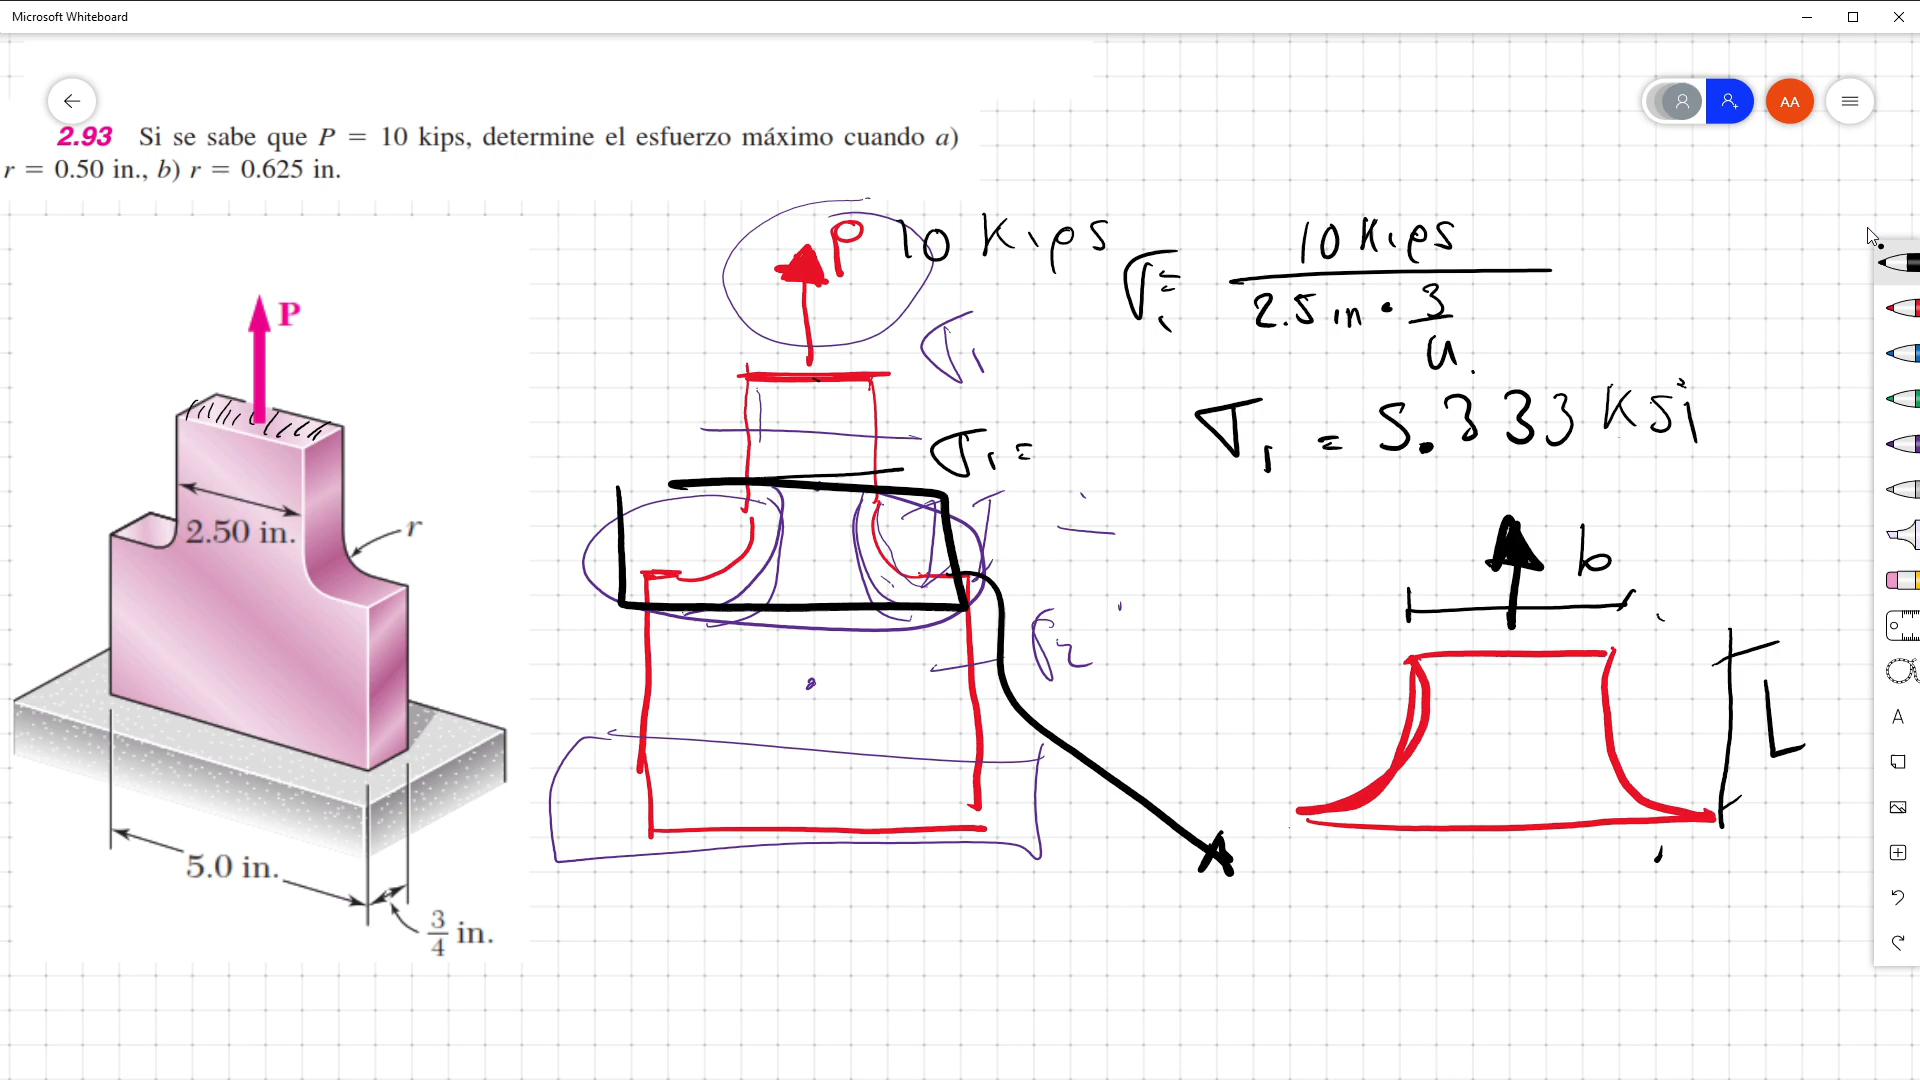 Microsoft Whiteboard
AA
2.93 Si se sabe que P = 10 kips, determine el esfuerzo máximo cuando a)
r = 0.50 in., b) r = 0.625 in.
P
2.50 in.
r
5.0 in.
3/4 in.
P 10 Kips
σ1
σ1 =
σ2
σ1 = 10 Kips / 2.5 in · 3/4
σ1 = 5.333 Ksi
b
L
A